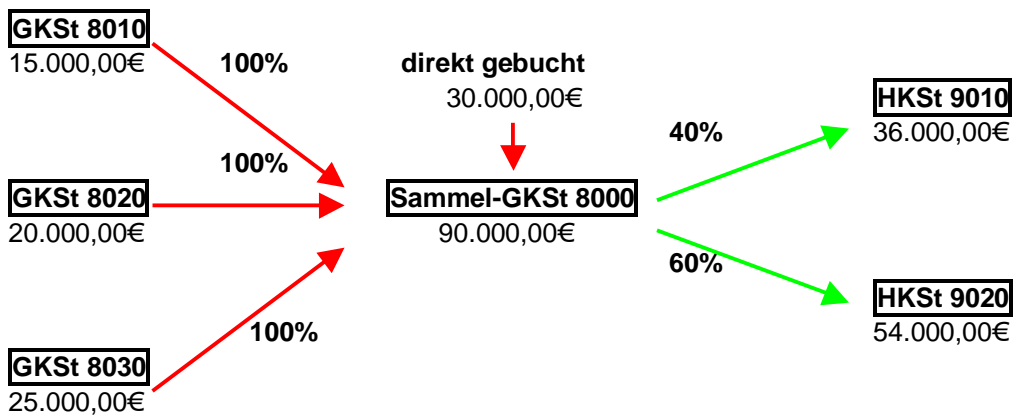 GKSt 8010
15.000,00€
100%
direkt gebucht
30.000,00€
HKSt 9010
36.000,00€
40%
100%
GKSt 8020
20.000,00€
Sammel-GKSt 8000
90.000,00€
60%
HKSt 9020
54.000,00€
100%
GKSt 8030
25.000,00€